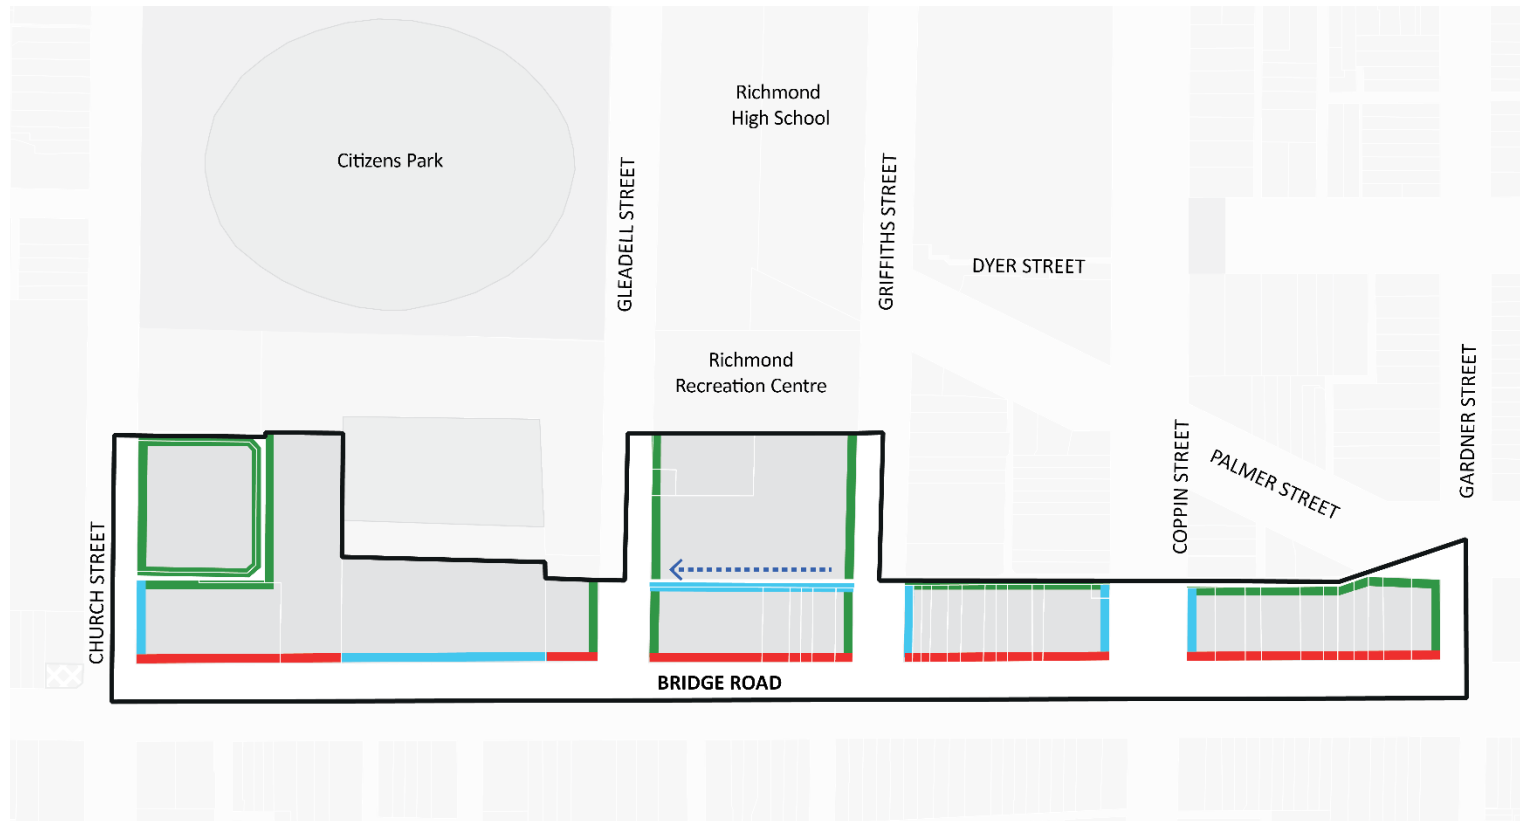 Richmond
High School
Citizens Park
GLEADELL STREET
GRIFFITHS STREET
DYER STREET
Richmond
Recreation Centre
GARDNER STREET
COPPIN STREET
PALMER STREET
CHURCH STREET
BRIDGE ROAD